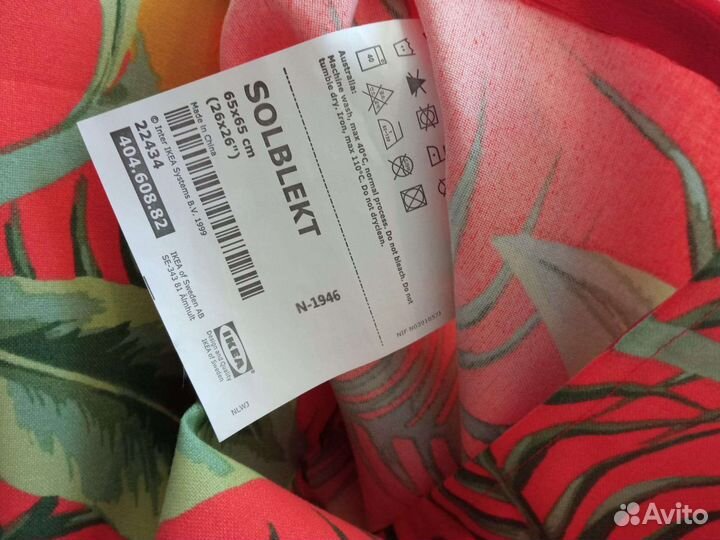 SOLBLEKT
65x65 cm
(26x26")
Made in China
© Inter IKEA Systems B.V. 1999
22434
404.608.82
IKEA of Sweden AB
SE-343 81 Älmhult
IKEA
Design and Quality
IKEA of Sweden
NLWJ
N-1946
40
Australia:
Machine wash, max 40°C, normal process. Do not bleach. Do not
tumble dry. Iron, max 110°C. Do not dryclean.
Avito